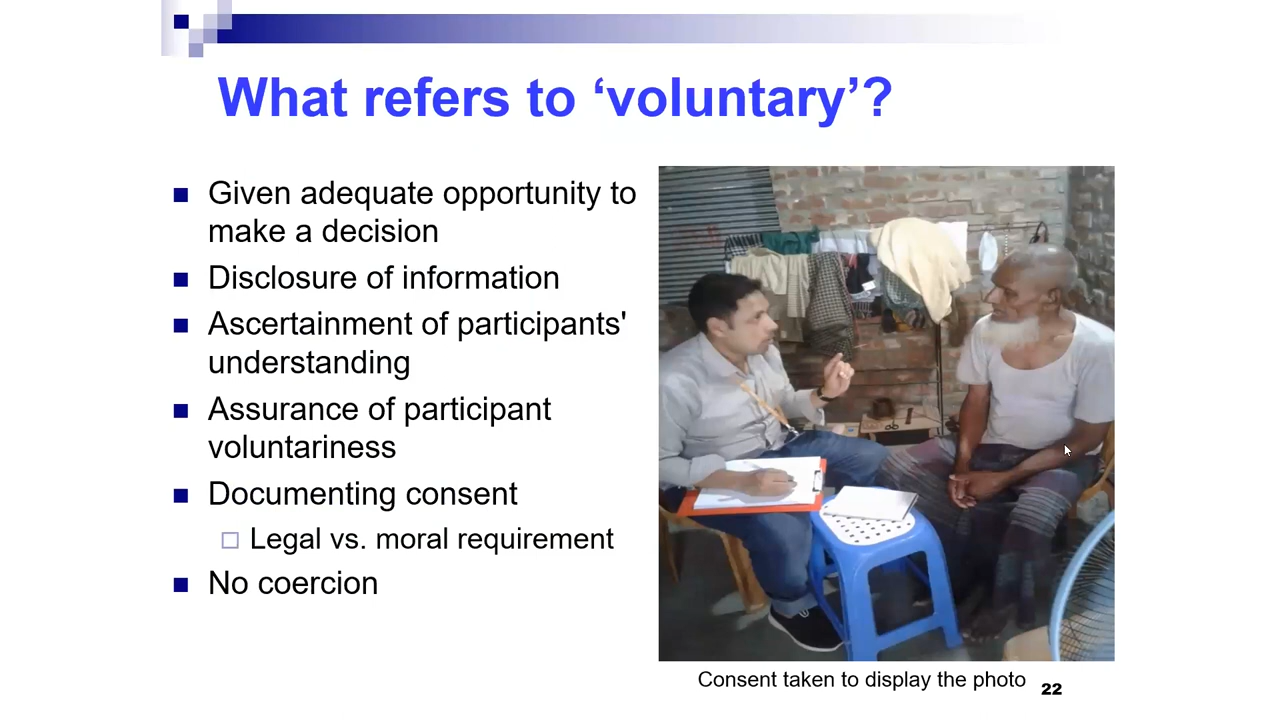 What refers to ‘voluntary’?
Given adequate opportunity to
make a decision
Disclosure of information
Ascertainment of participants'
understanding
Assurance of participant
voluntariness
Documenting consent
Legal vs. moral requirement
No coercion
Consent taken to display the photo
22